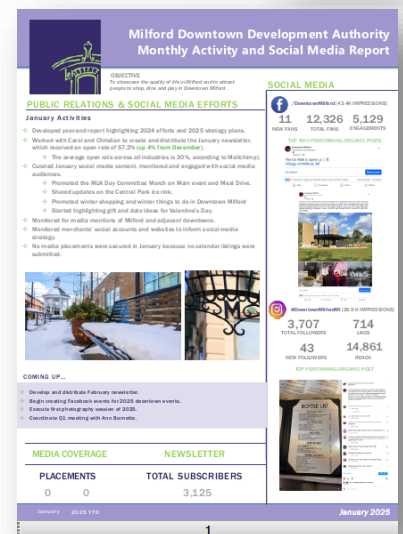 Milford Downtown Development Authority
Monthly Activity and Social Media Report
OBJECTIVE
To showcase the quality of life in Milford and to attract
people to shop, dine and play in Downtown Milford.
PUBLIC RELATIONS & SOCIAL MEDIA EFFORTS
January Activities
Developed year-end report highlighting 2024 efforts and 2025 strategy plans.
Worked with Carol and Christian to create and distribute the January newsletter,
which received an open rate of 57.2% (up 4% from December).
The average open rate across all industries is 20%, according to Mailchimp).
Curated January social media content, monitored and engaged with social media
audiences.
Promoted the MLK Day Committee March on Main event and Meal Drive.
Shared updates on the Central Park ice rink.
Promoted winter shopping and winter things to do in Downtown Milford
Started highlighting gift and date ideas for Valentine's Day.
Monitored for media mentions of Milford and adjacent downtowns.
Monitored merchants' social accounts and websites to inform social media
strategy.
No media placements were secured in January because no calendar listings were
submitted.
COMING UP...
Develop and distribute February newsletter.
Begin creating Facebook events for 2025 downtown events.
Execute first photography session of 2025.
Coordinate Q1 meeting with Ann Barnette.
MEDIA COVERAGE
PLACEMENTS
0 0
NEWSLETTER
TOTAL SUBSCRIBERS
3,125
SOCIAL MEDIA
/DowntownMilford
11 12,326 5,129
NEW FANS TOTAL FANS ENGAGEMENTS
TOP TWO PERFORMING ORGANIC POSTS
IMPRESSIONS)
3,707 714
TOTAL FOLLOWERS LIKES
43 14,861
NEW FOLLOWERS REACH
TOP PERFORMING ORGANIC POST
BOTTLE LIST
January 2025 YTD
January 2025
1